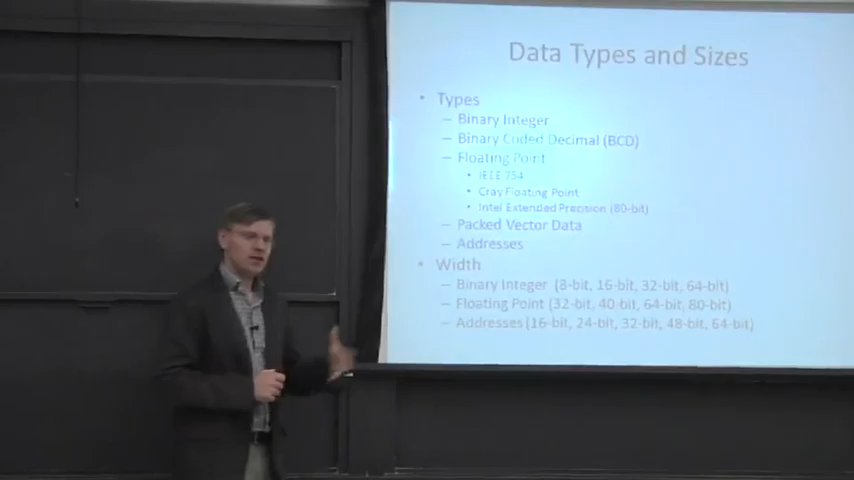 Data Types and Sizes
• Types
– Binary Integer
– Binary Coded Decimal (BCD)
– Floating Point
• IEEE 754
• Cray Floating Point
• Intel Extended Precision (80-bit)
– Packed Vector Data
– Addresses
• Width
– Binary Integer (8-bit, 16-bit, 32-bit, 64-bit)
– Floating Point (32-bit, 40-bit, 64-bit, 80-bit)
– Addresses (16-bit, 24-bit, 32-bit, 48-bit, 64-bit)